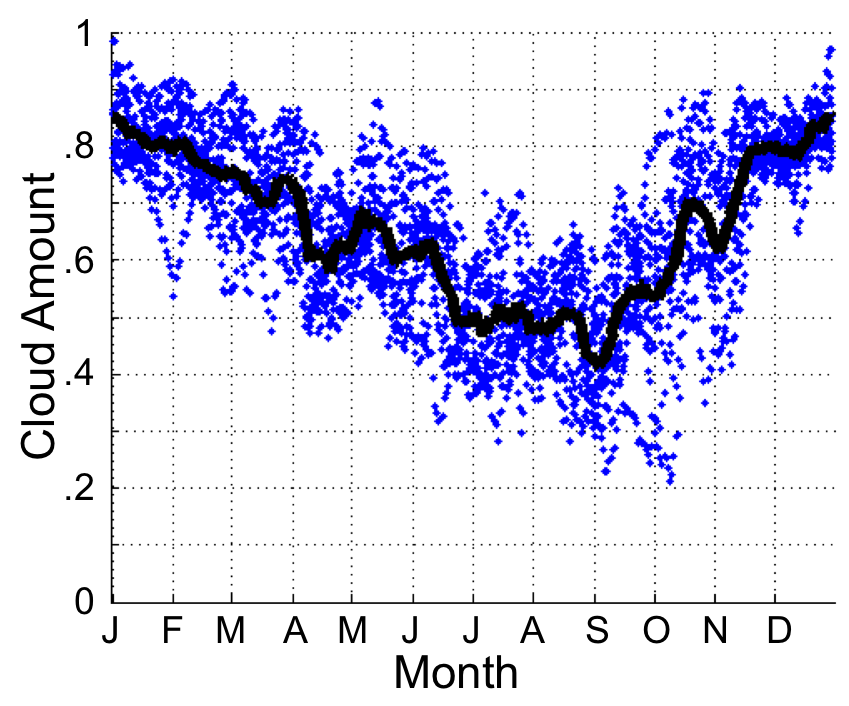 1
.8
.6
.4
.2
0
Cloud Amount
J F M A M J J A S O N D
Month